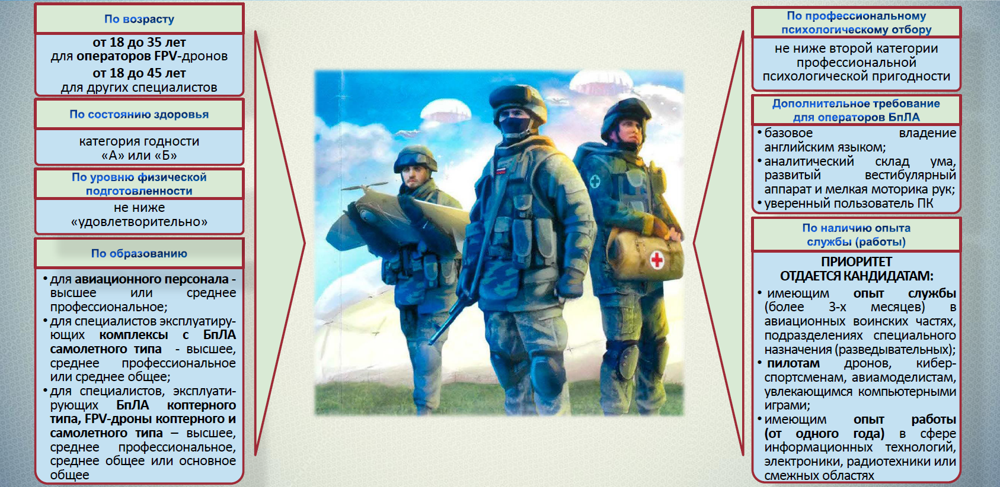 По возрасту
от 18 до 35 лет
для операторов FPV-дронов
от 18 до 45 лет
для других специалистов
По состоянию здоровья
категория годности
«А» или «Б»
По уровню физической
подготовленности
не ниже
«удовлетворительно»
По образованию
• для авиационного персонала -
высшее или среднее
профессиональное;
• для специалистов эксплуатиру-
ющих комплексы с БпЛА
самолетного типа - высшее,
среднее профессиональное
или среднее общее;
• для специалистов, эксплуати-
рующих БпЛА коптерного
типа, FPV-дроны коптерного и
самолетного типа – высшее,
среднее профессиональное,
среднее общее или основное
общее
По профессиональному
психологическому отбору
не ниже второй категории
профессиональной
психологической пригодности
Дополнительное требование
для операторов БпЛА
• базовое владение
английским языком;
• аналитический склад ума,
развитый вестибулярный
аппарат и мелкая моторика рук;
• уверенный пользователь ПК
По наличию опыта
службы (работы)
ПРИОРИТЕТ
ОТДАЕТСЯ КАНДИДАТАМ:
• имеющим опыт службы
(более 3-х месяцев) в
авиационных воинских частях,
подразделениях специального
назначения (разведывательных);
• пилотам дронов, кибер-
спортсменам, авиамоделистам,
увлекающимся компьютерными
играми;
• имеющим опыт работы
(от одного года) в сфере
информационных технологий,
электроники, радиотехники или
смежных областях